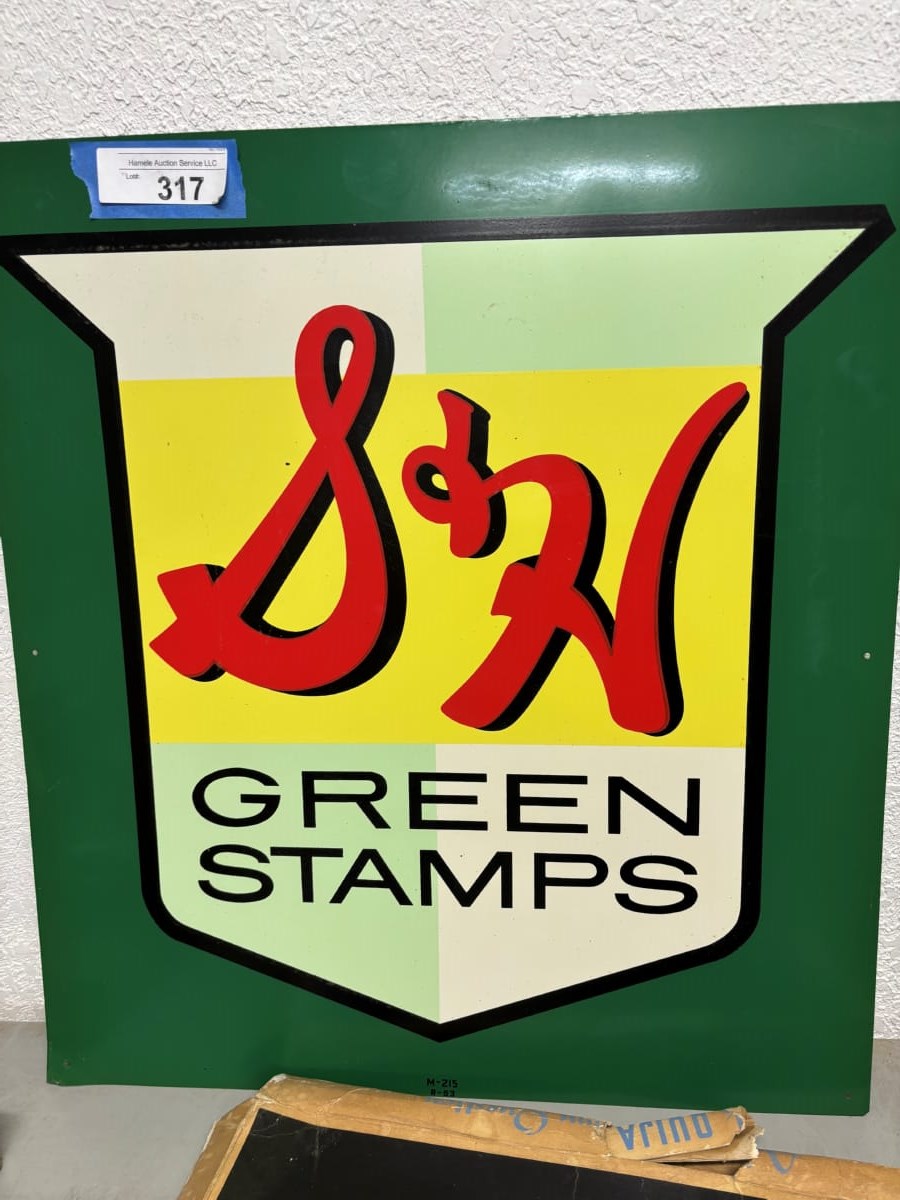 Hamele Auction Service LLC
Lot#:
317
S&H
GREEN
STAMPS
M-215
OUIJA